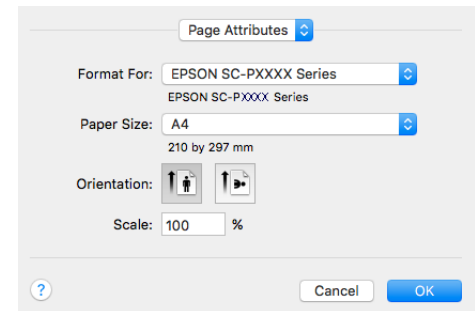 Page Attributes
Format For: EPSON SC-PXXXX Series
EPSON SC-PXXXX Series
Paper Size: A4
210 by 297 mm
Orientation:
Scale: 100 %
? Cancel OK